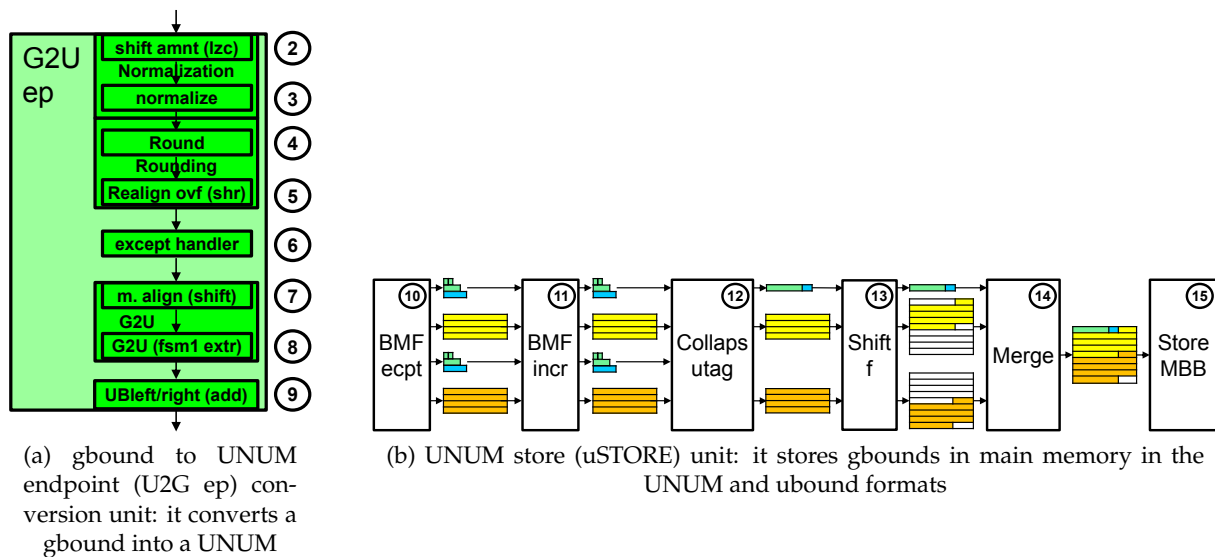 G2U
ep
shift amnt (lzc)
Normalization
normalize
Round
Rounding
Realign ovf (shr)
except handler
m. align (shift)
G2U
G2U (fsm1 extr)
UBleft/right (add)
2
3
4
5
6
7
8
9
(a) gbound to UNUM
endpoint (U2G ep) con-
version unit: it converts a
gbound into a UNUM
10
BMF
ecpt
11
BMF
incr
12
Collaps
utag
13
Shift
f
14
Merge
15
Store
MBB
(b) UNUM store (uSTORE) unit: it stores gbounds in main memory in the
UNUM and ubound formats